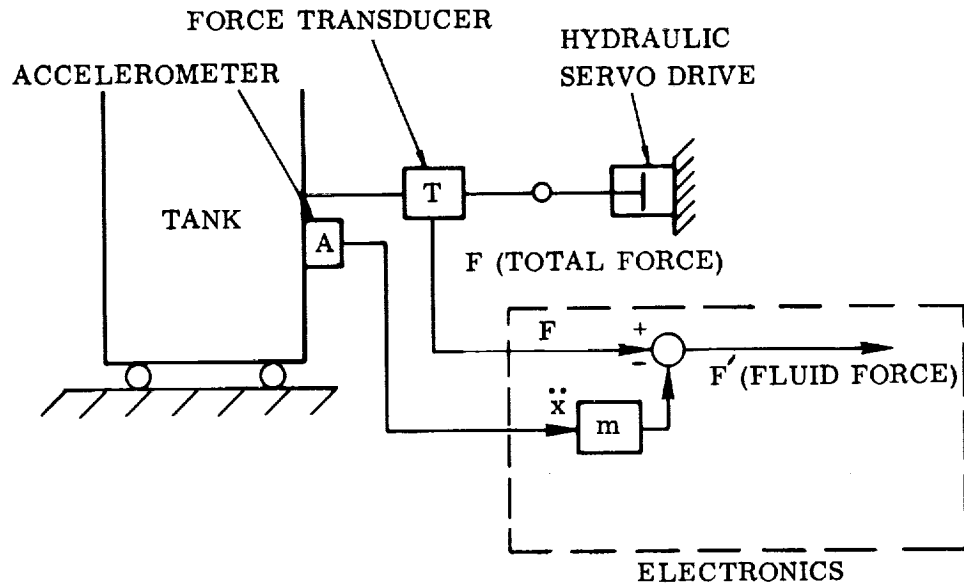 FORCE TRANSDUCER
HYDRAULIC
SERVO DRIVE
ACCELEROMETER
T
TANK
A
F (TOTAL FORCE)
F
+
−
F′ (FLUID FORCE)
ẍ
m
ELECTRONICS